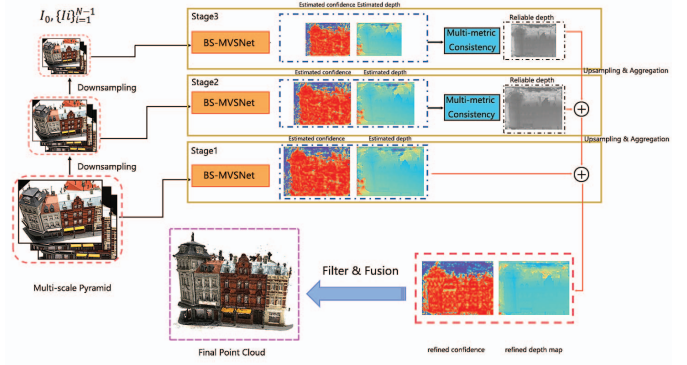 I₀, {Ii}ᵢ₌₁ᴺ⁻¹
Stage3
Estimated confidence Estimated depth
BS-MVSNet
Multi-metric
Consistency
Reliable depth
Upsampling & Aggregation
Downsampling
Stage2
Estimated confidence Estimated depth
BS-MVSNet
Multi-metric
Consistency
Reliable depth
Upsampling & Aggregation
Downsampling
Stage1
Estimated confidence Estimated depth
BS-MVSNet
Multi-scale Pyramid
Filter & Fusion
Final Point Cloud
refined confidence
refined depth map